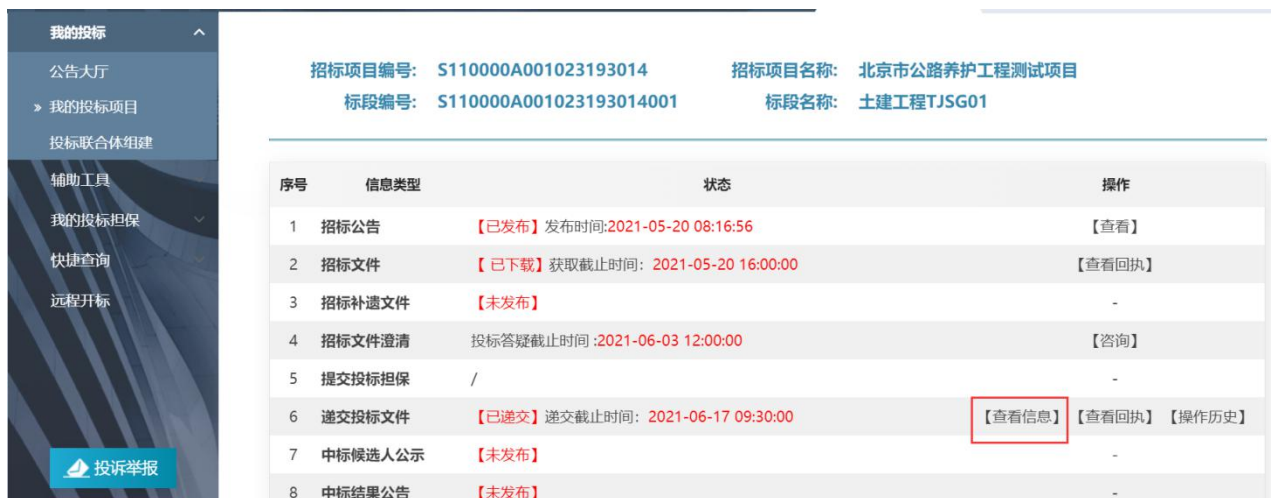 我的投标
公告大厅
» 我的投标项目
投标联合体组建
辅助工具
我的投标担保
快捷查询
远程开标
投诉举报
招标项目编号: S110000A001023193014 招标项目名称: 北京市公路养护工程测试项目
标段编号: S110000A001023193014001 标段名称: 土建工程TJSG01
序号 信息类型 状态 操作
1 招标公告 【已发布】发布时间:2021-05-20 08:16:56 【查看】
2 招标文件 【 已下载】获取截止时间：2021-05-20 16:00:00 【查看回执】
3 招标补遗文件 【未发布】 -
4 招标文件澄清 投标答疑截止时间 :2021-06-03 12:00:00 【咨询】
5 提交投标担保 / -
6 递交投标文件 【已递交】递交截止时间：2021-06-17 09:30:00 【查看信息】 【查看回执】 【操作历史】
7 中标候选人公示 【未发布】 -
8 中标结果公告 【未发布】 -